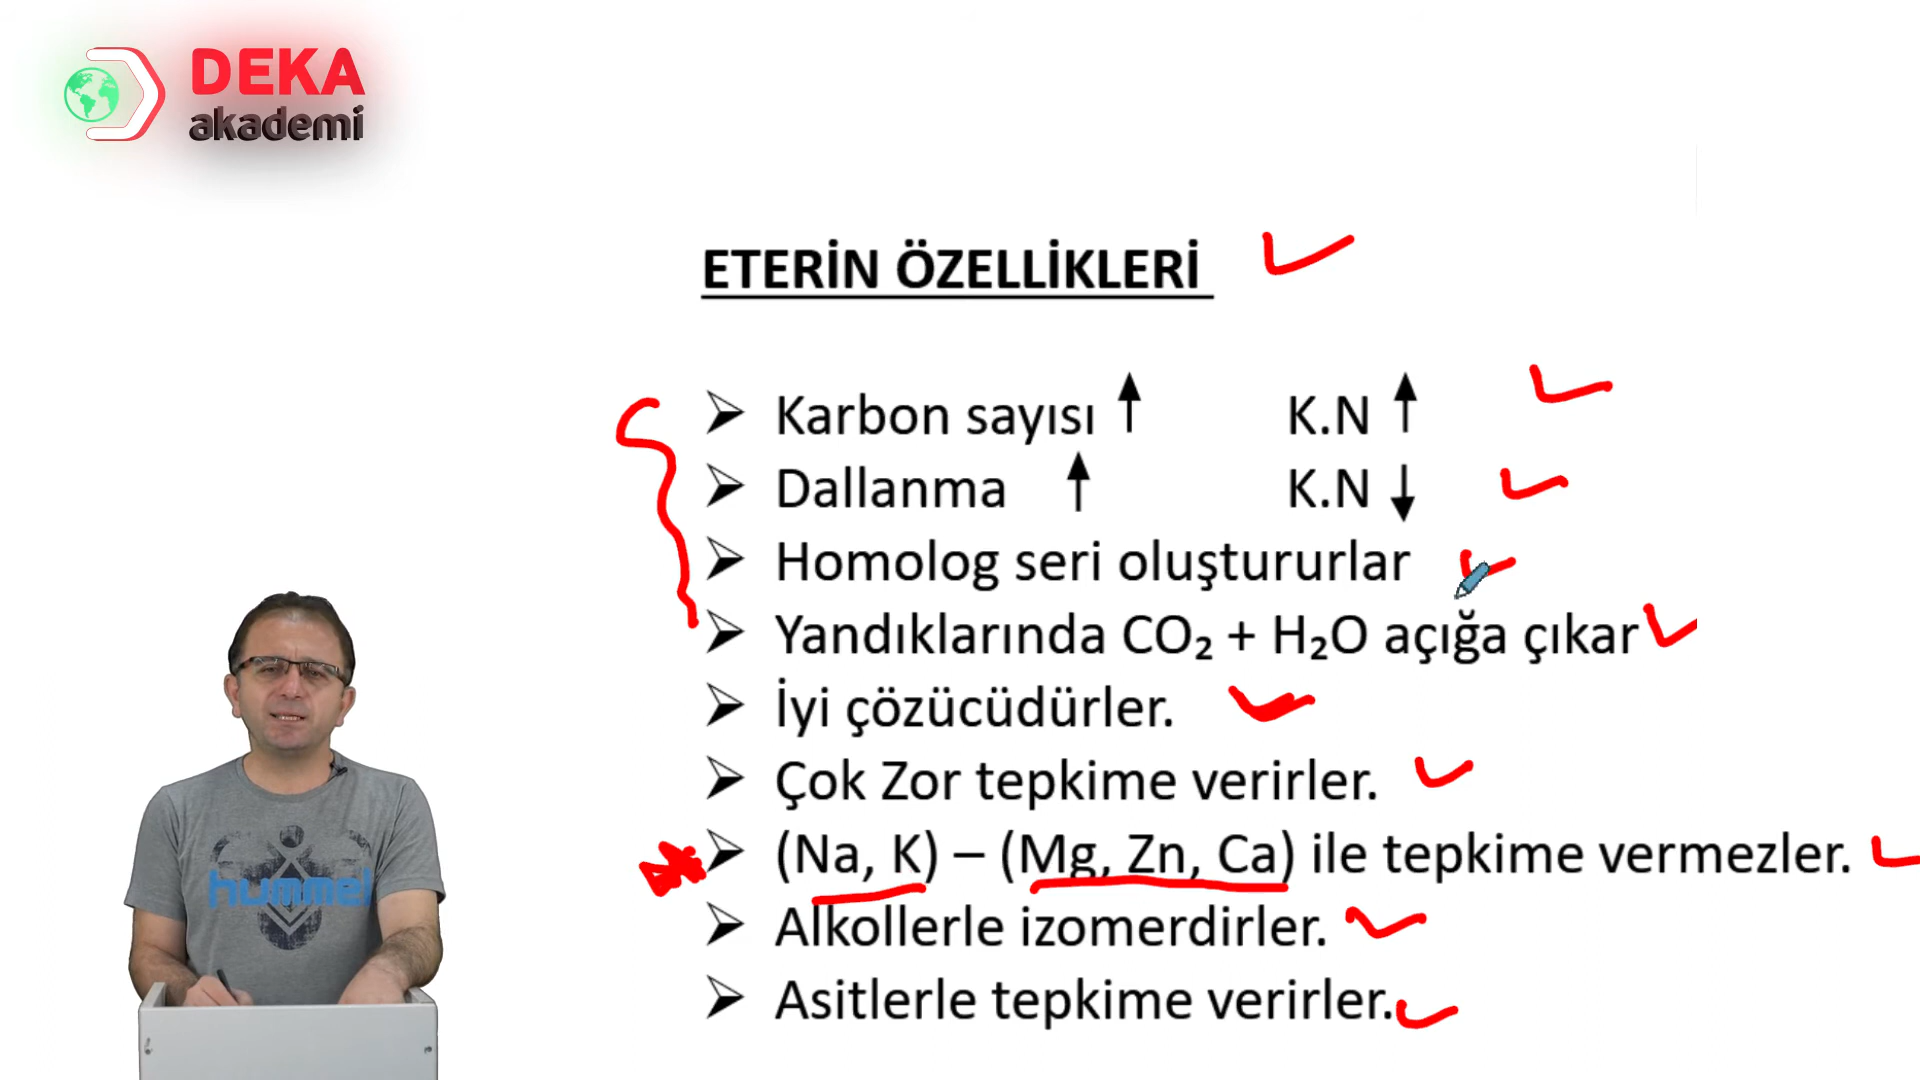 DEKA
akademi
ETERİN ÖZELLİKLERİ
➢ Karbon sayısı ↑ K.N ↑
➢ Dallanma ↑ K.N ↓
➢ Homolog seri oluştururlar
➢ Yandıklarında CO₂ + H₂O açığa çıkar
➢ İyi çözücüdürler.
➢ Çok Zor tepkime verirler.
➢ (Na, K) – (Mg, Zn, Ca) ile tepkime vermezler.
➢ Alkollerle izomerdirler.
➢ Asitlerle tepkime verirler.
hummel